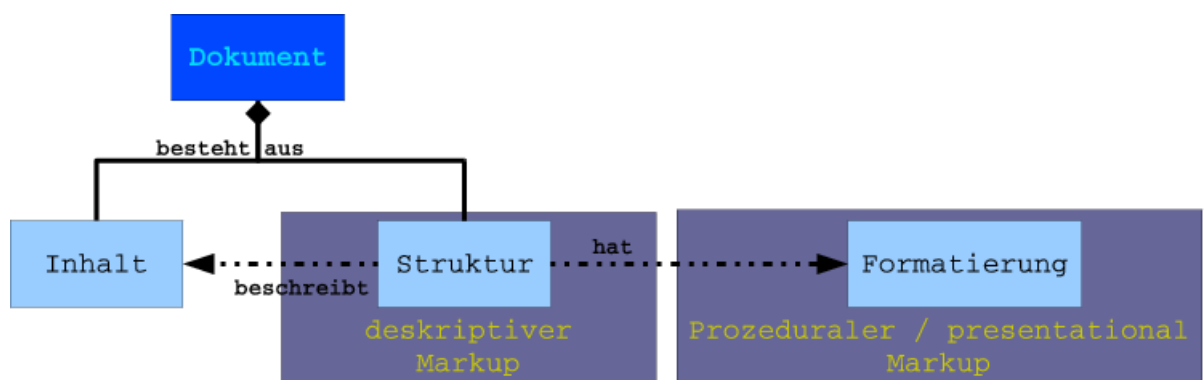 Dokument
besteht aus
Inhalt
beschreibt
Struktur
hat
Formatierung
deskriptiver
Markup
Prozeduraler / presentational
Markup